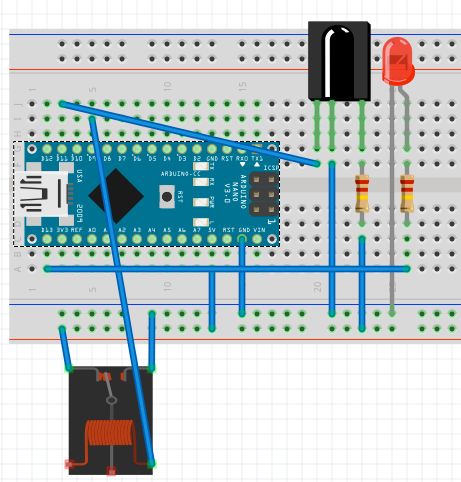 1 5 10 15
J
I
D12 D11 D10 D9 D8 D7 D6 D5 D4 D3 D2 GND RST RX0 TX1
USA
TX
RX
ARDUINO.CC
RST
PWR
L
ARDUINO
NANO
V3.0
ICSP
1
2009
D13 3V3 REF A0 A1 A2 A3 A4 A5 A6 A7 5V RST GND VIN
B
A
1 5 10 15 20